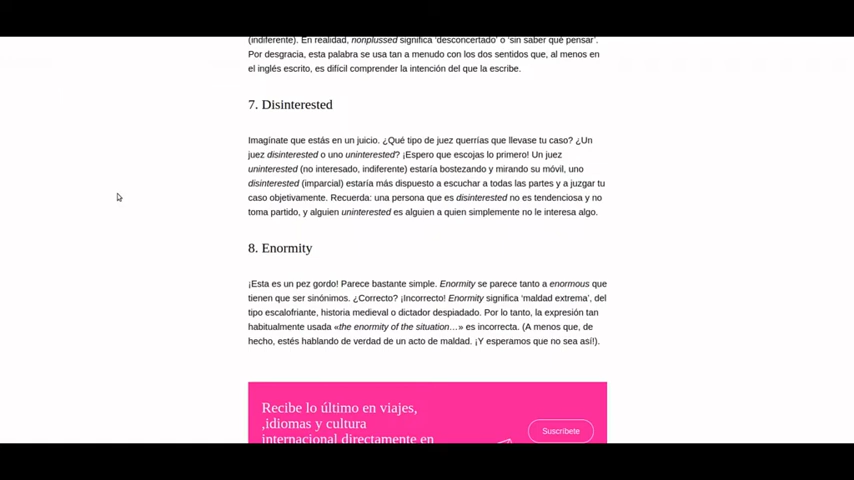 (indiferente). En realidad, nonplussed significa 'desconcertado' o 'sin saber qué pensar'.
Por desgracia, esta palabra se usa tan a menudo con los dos sentidos que, al menos en
el inglés escrito, es difícil comprender la intención del que la escribe.
7. Disinterested
Imagínate que estás en un juicio. ¿Qué tipo de juez querrías que llevase tu caso? ¿Un
juez disinterested o uno uninterested? ¡Espero que escojas lo primero! Un juez
uninterested (no interesado, indiferente) estaría bostezando y mirando su móvil, uno
disinterested (imparcial) estaría más dispuesto a escuchar a todas las partes y a juzgar tu
caso objetivamente. Recuerda: una persona que es disinterested no es tendenciosa y no
toma partido, y alguien uninterested es alguien a quien simplemente no le interesa algo.
8. Enormity
¡Esta es un pez gordo! Parece bastante simple. Enormity se parece tanto a enormous que
tienen que ser sinónimos. ¿Correcto? ¡Incorrecto! Enormity significa 'maldad extrema', del
tipo escalofriante, historia medieval o dictador despiadado. Por lo tanto, la expresión tan
habitualmente usada «the enormity of the situation…» es incorrecta. (A menos que, de
hecho, estés hablando de verdad de un acto de maldad. ¡Y esperamos que no sea así!).
Recibe lo último en viajes,
,idiomas y cultura
internacional directamente en
Suscríbete